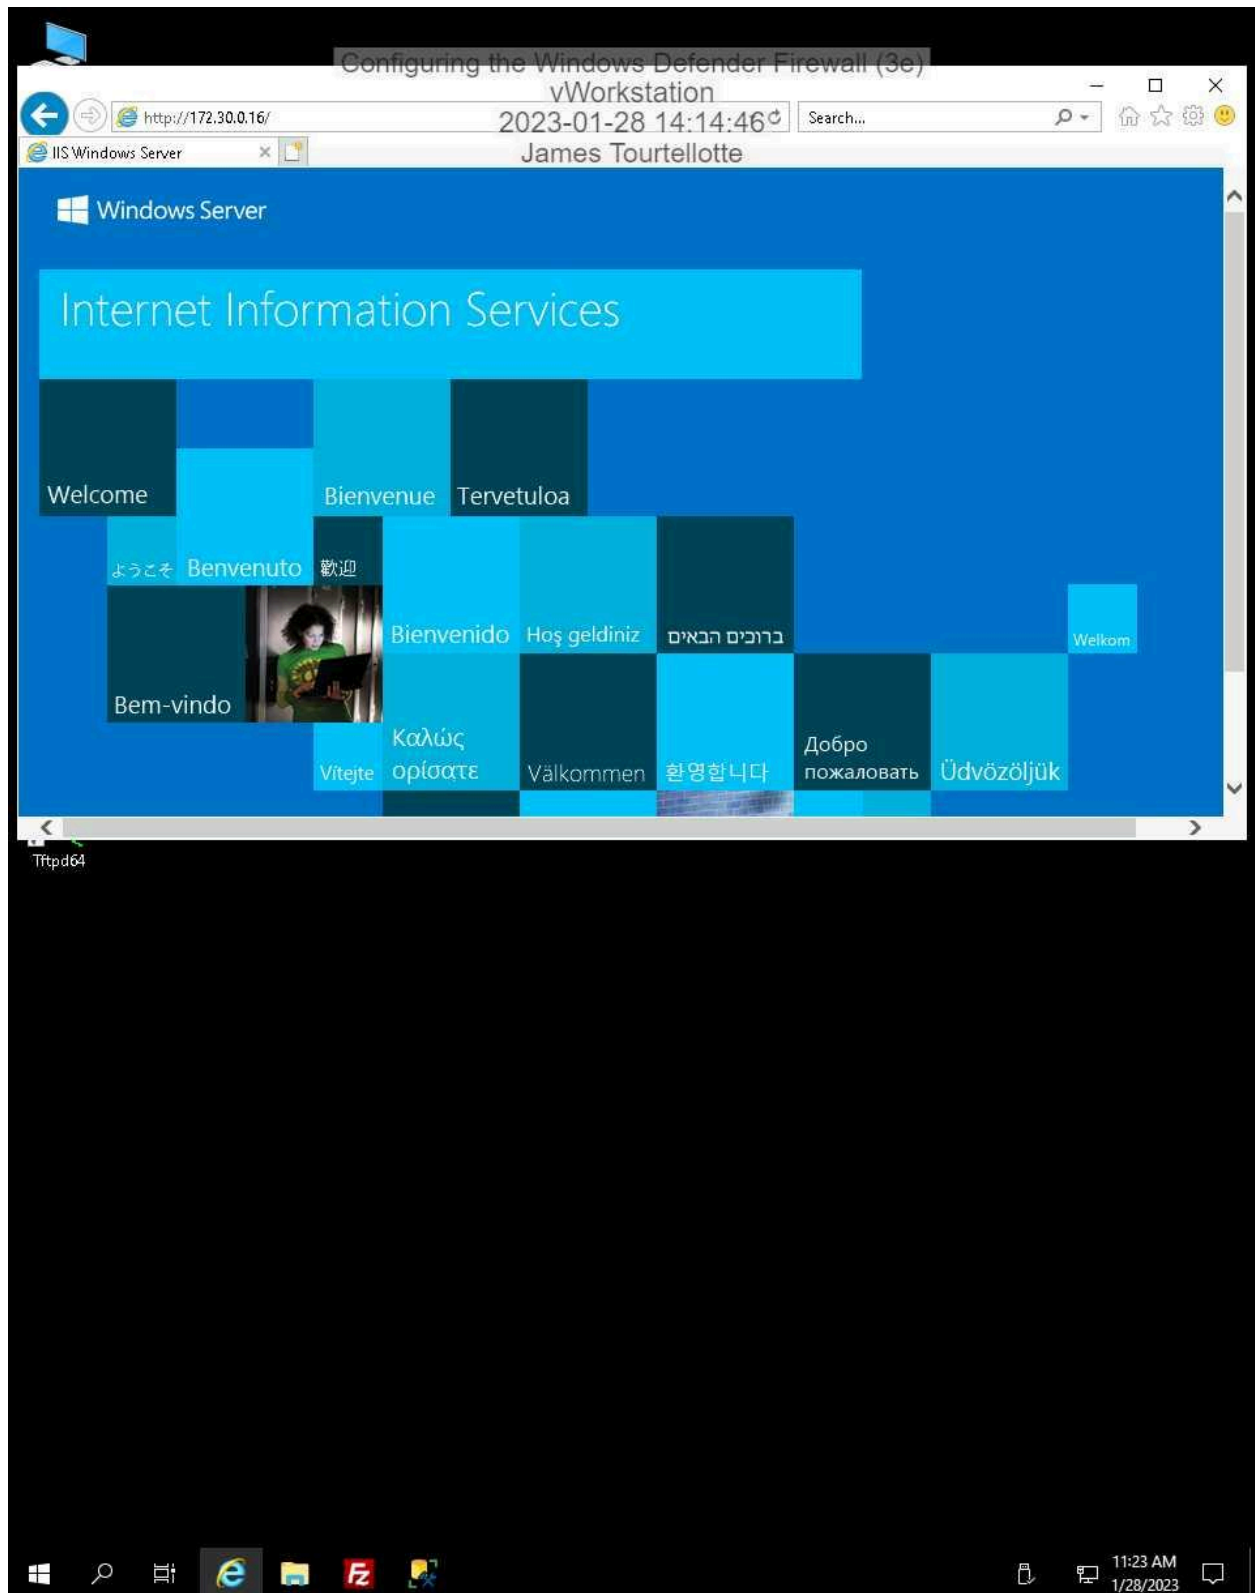 Configuring the Windows Defender Firewall (3e)
vWorkstation
2023-01-28 14:14:46
James Tourtellotte
http://172.30.0.16/
Search...
IIS Windows Server
Windows Server
Internet Information Services
Welcome
Bienvenue
Tervetuloa
ようこそ
Benvenuto
歡迎
Bienvenido
Hoş geldiniz
ברוכים הבאים
Welkom
Bem-vindo
Vítejte
Καλώς
ορίσατε
Välkommen
환영합니다
Добро
пожаловать
Üdvözöljük
Tftpd64
11:23 AM
1/28/2023